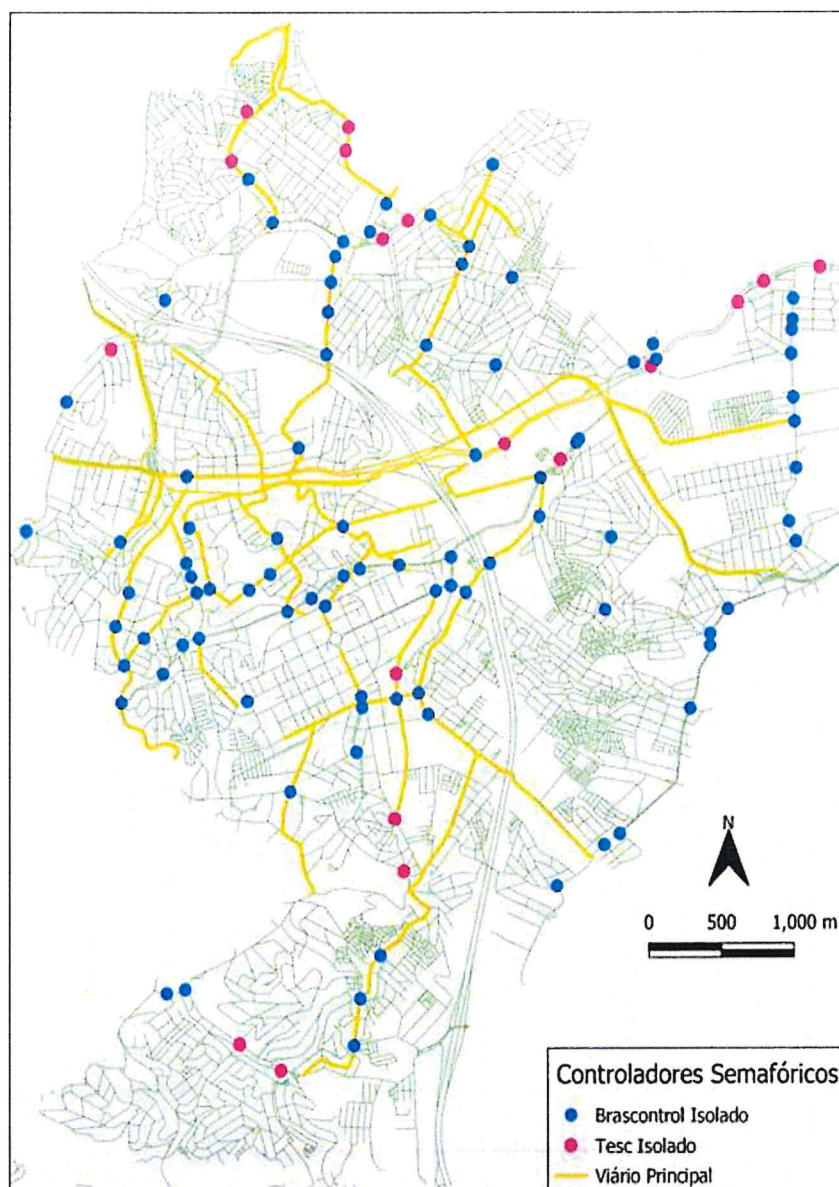 N
0 500 1,000 m
Controladores Semafóricos
Brascontrol Isolado
Tesc Isolado
Viário Principal